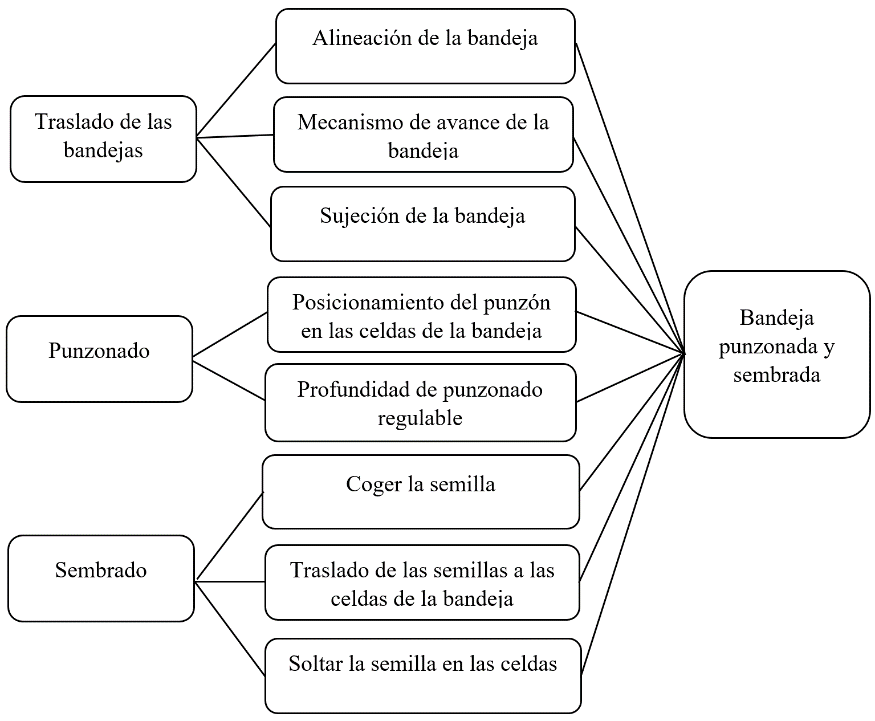 Traslado de las
bandejas
Alineación de la bandeja
Mecanismo de avance de la
bandeja
Sujeción de la bandeja
Punzonado
Posicionamiento del punzón
en las celdas de la bandeja
Profundidad de punzonado
regulable
Sembrado
Coger la semilla
Traslado de las semillas a las
celdas de la bandeja
Soltar la semilla en las celdas
Bandeja
punzonada y
sembrada